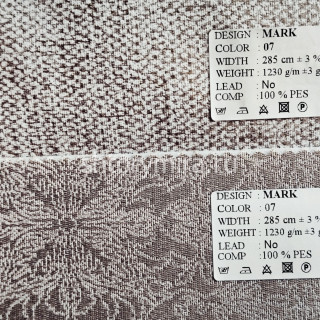 DESIGN : MARK
COLOR : 07
WIDTH : 285 cm ± 3 %
WEIGHT : 1230 g/m ±3 g
LEAD : No
COMP :100 % PES
DESIGN : MARK
COLOR : 07
WIDTH : 285 cm ± 3 %
WEIGHT : 1230 g/m ±3 g
LEAD : No
COMP :100 % PES